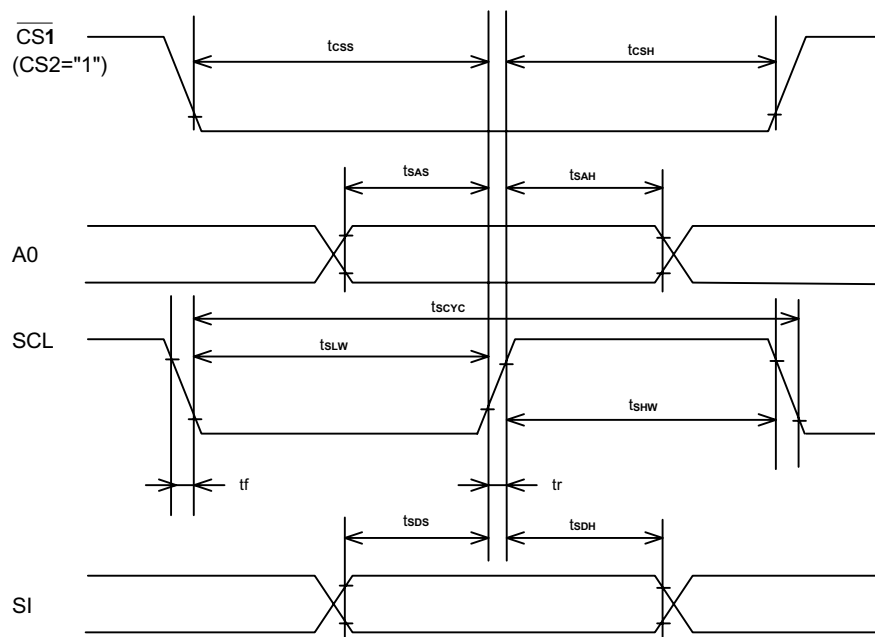 CS1
(CS2="1")
tCSS
tCSH
tSAS
tSAH
A0
tSCYC
SCL
tSLW
tSHW
tf
tr
tSDS
tSDH
SI